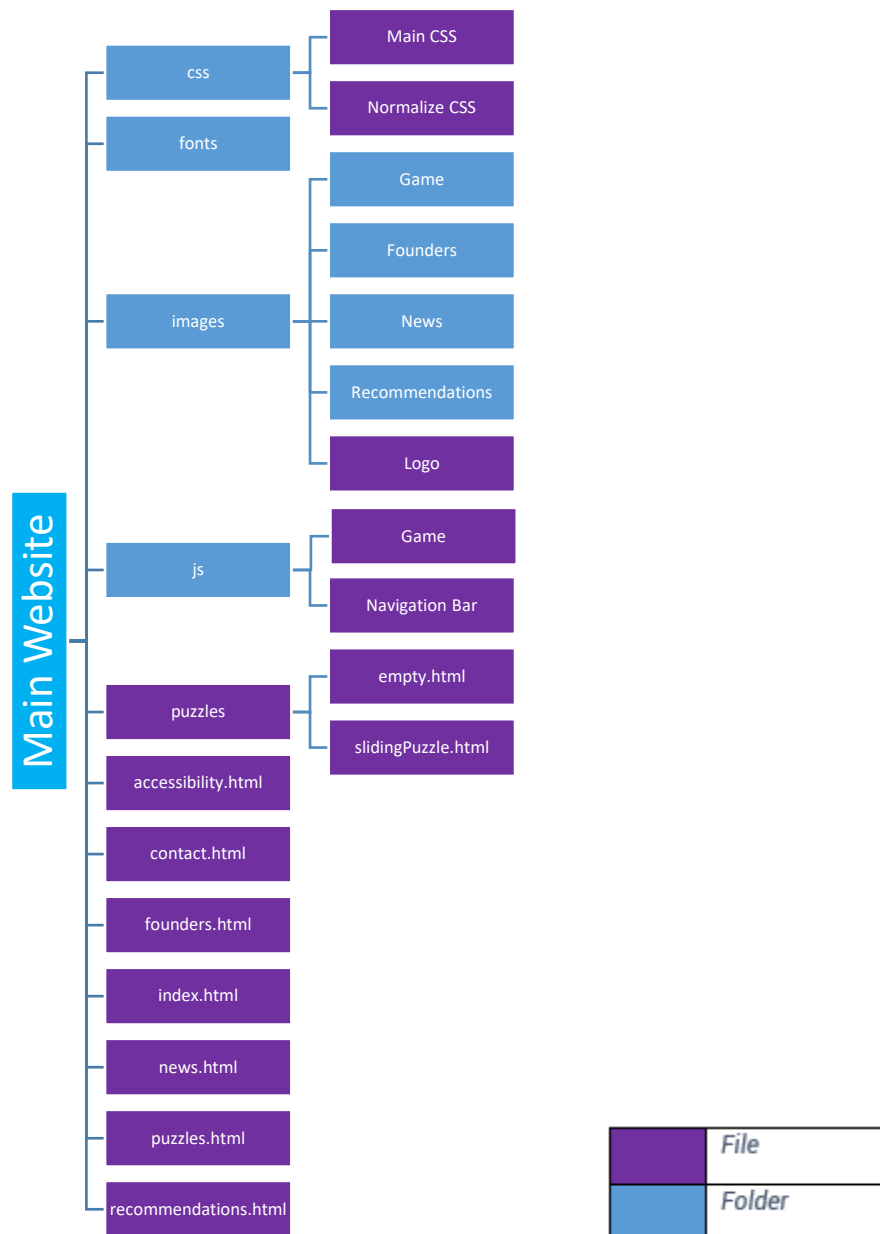 Main Website
css
Main CSS
Normalize CSS
fonts
images
Game
Founders
News
Recommendations
Logo
js
Game
Navigation Bar
puzzles
empty.html
slidingPuzzle.html
accessibility.html
contact.html
founders.html
index.html
news.html
puzzles.html
recommendations.html
File
Folder